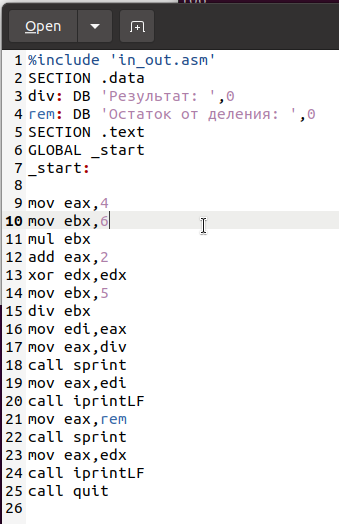 Open
1 %include 'in_out.asm'
2 SECTION .data
3 div: DB 'Результат: ',0
4 rem: DB 'Остаток от деления: ',0
5 SECTION .text
6 GLOBAL _start
7 _start:
8
9 mov eax,4
10 mov ebx,6
11 mul ebx
12 add eax,2
13 xor edx,edx
14 mov ebx,5
15 div ebx
16 mov edi,eax
17 mov eax,div
18 call sprint
19 mov eax,edi
20 call iprintLF
21 mov eax,rem
22 call sprint
23 mov eax,edx
24 call iprintLF
25 call quit
26